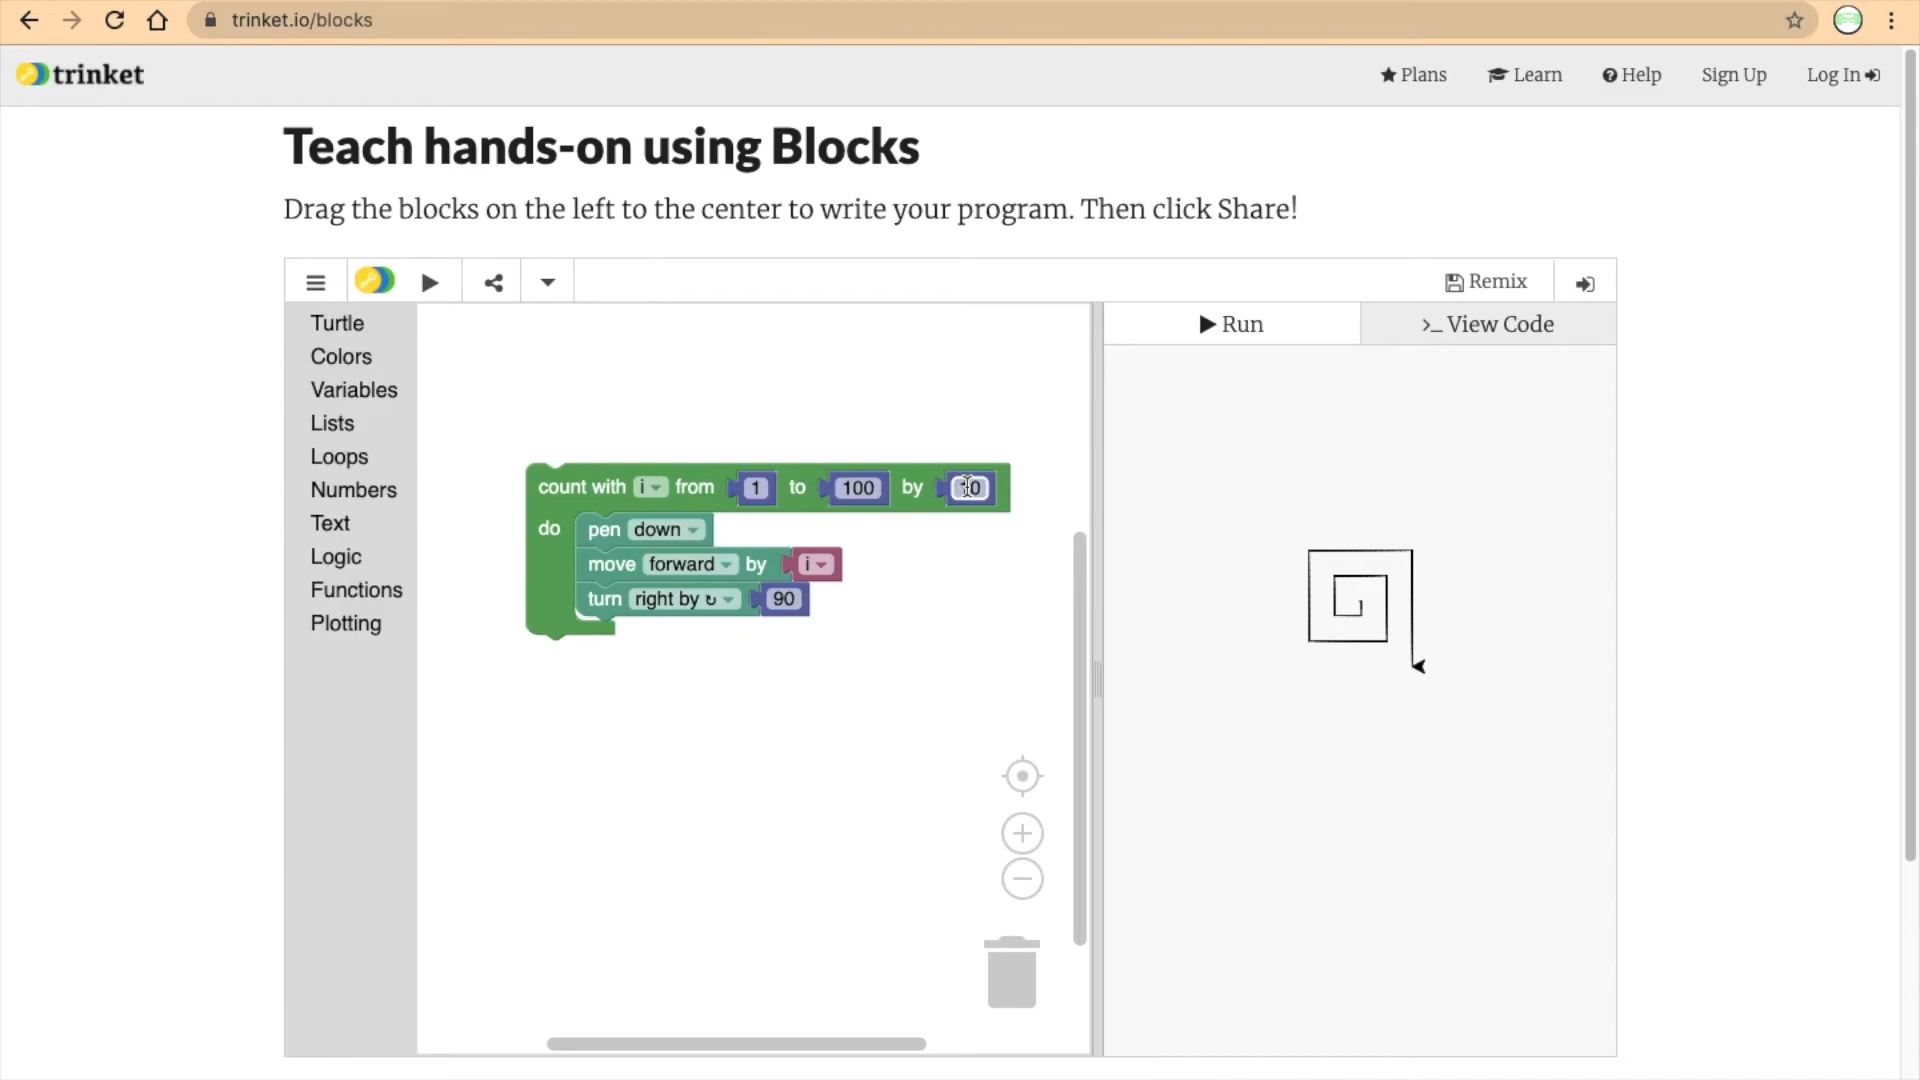 trinket.io/blocks
trinket
Plans
Learn
Help
Sign Up
Log In
Teach hands-on using Blocks
Drag the blocks on the left to the center to write your program. Then click Share!
Remix
Turtle
Colors
Variables
Lists
Loops
Numbers
Text
Logic
Functions
Plotting
count with i from 1 to 100 by 10
do
pen down
move forward by i
turn right by 90
Run
>_ View Code